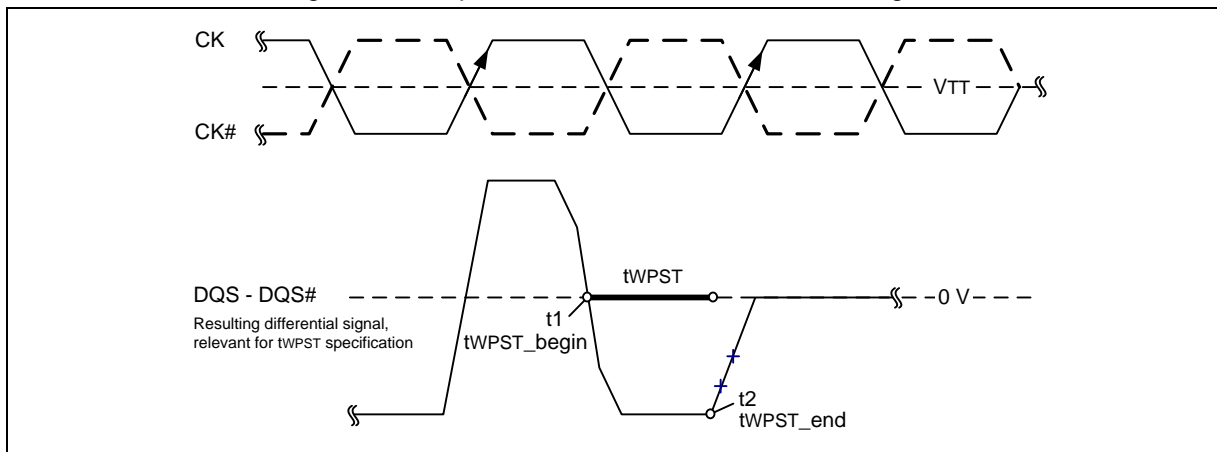 CK
VTT
CK#
tWPST
DQS - DQS#
0 V
Resulting differential signal,
relevant for tWPST specification
t1
tWPST_begin
t2
tWPST_end